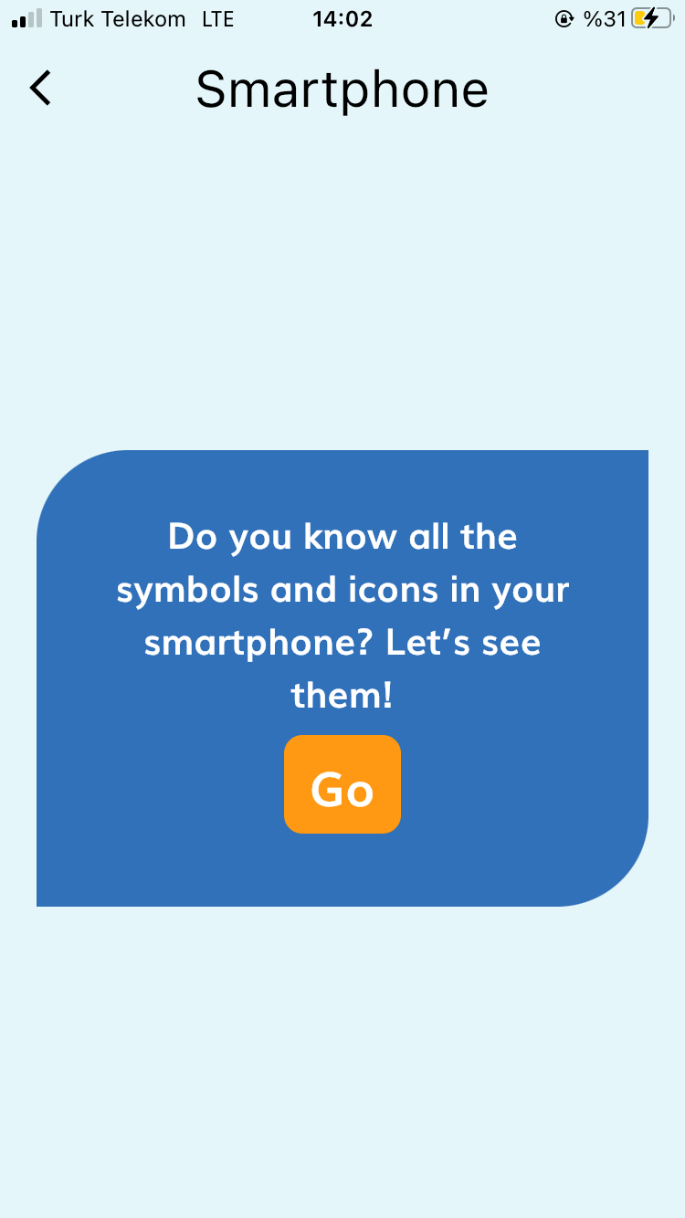 Turk Telekom LTE 14:02 %31
Smartphone
Do you know all the
symbols and icons in your
smartphone? Let's see
them!
Go